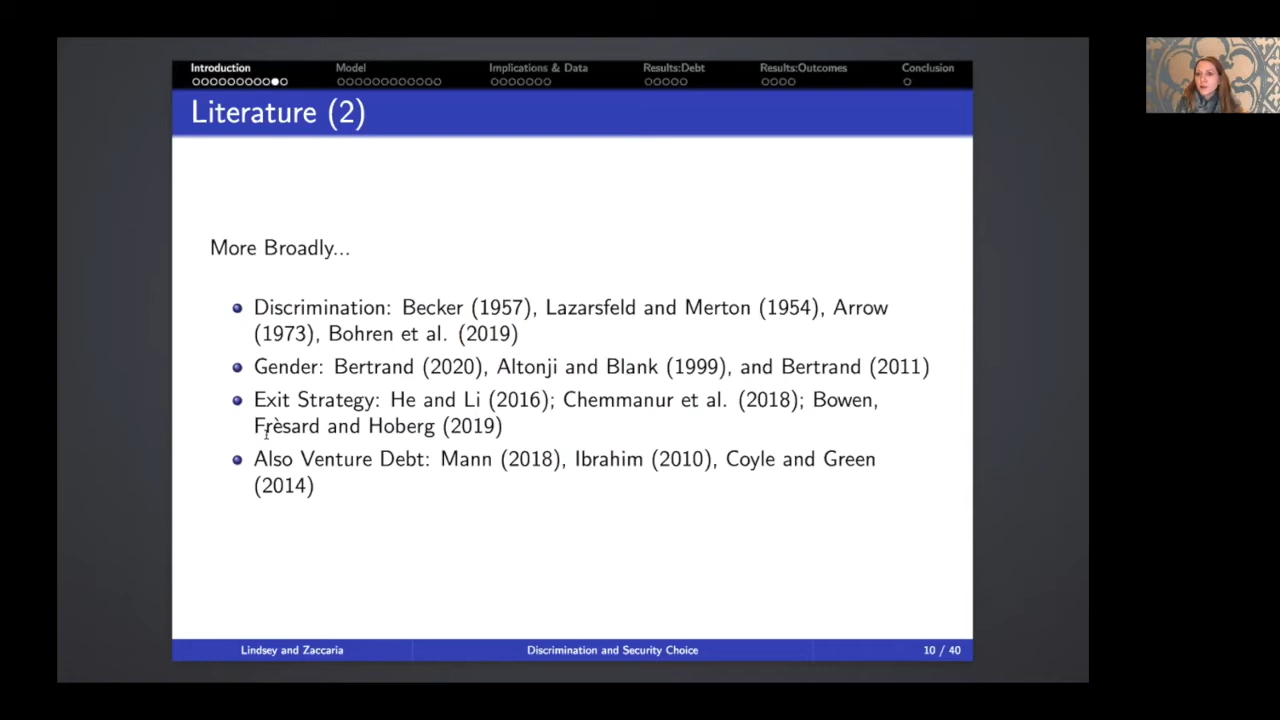 Introduction Model Implications & Data Results:Debt Results:Outcomes Conclusion
Literature (2)
More Broadly...
Discrimination: Becker (1957), Lazarsfeld and Merton (1954), Arrow
(1973), Bohren et al. (2019)
Gender: Bertrand (2020), Altonji and Blank (1999), and Bertrand (2011)
Exit Strategy: He and Li (2016); Chemmanur et al. (2018); Bowen,
Frèsard and Hoberg (2019)
Also Venture Debt: Mann (2018), Ibrahim (2010), Coyle and Green
(2014)
Lindsey and Zaccaria Discrimination and Security Choice 10 / 40